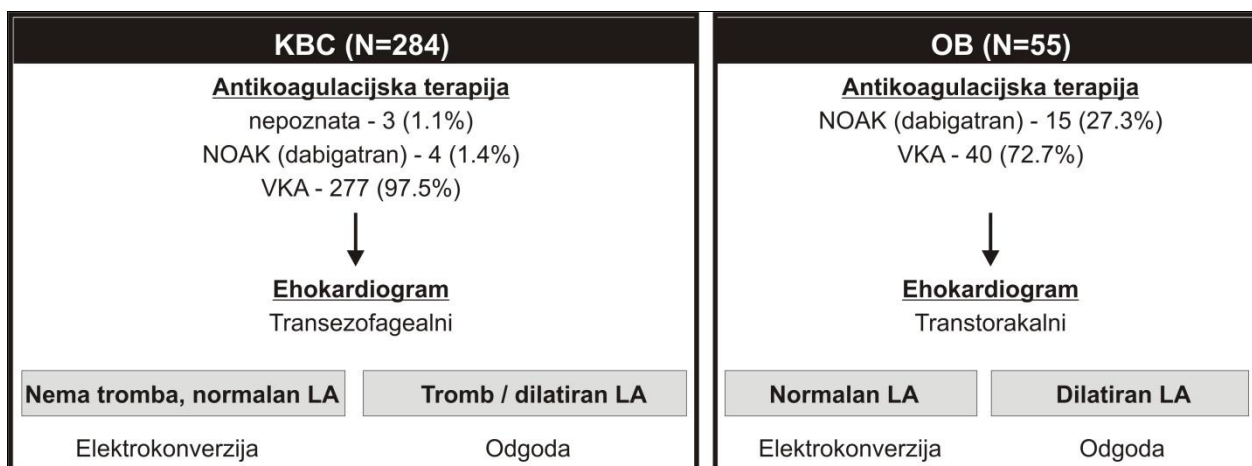 KBC (N=284)
Antikoagulacijska terapija
nepoznata - 3 (1.1%)
NOAK (dabigatran) - 4 (1.4%)
VKA - 277 (97.5%)
Ehokardiogram
Transezofagealni
Nema tromba, normalan LA
Tromb / dilatiran LA
Elektrokonverzija
Odgoda
OB (N=55)
Antikoagulacijska terapija
NOAK (dabigatran) - 15 (27.3%)
VKA - 40 (72.7%)
Ehokardiogram
Transtorakalni
Normalan LA
Dilatiran LA
Elektrokonverzija
Odgoda